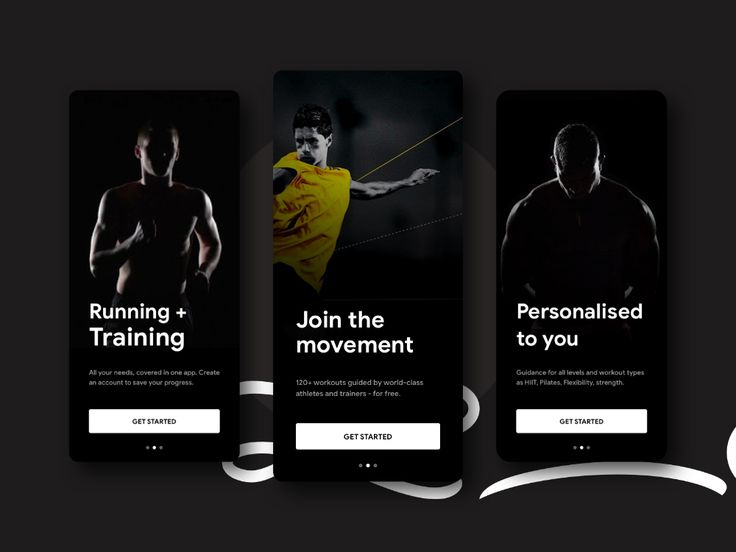 Running +
Training
All your needs, covered in one app. Create
an account to save your progress.
GET STARTED
Join the
movement
120+ workouts guided by world-class
athletes and trainers - for free.
GET STARTED
Personalised
to you
Guidance for all levels and workout types
as HIIT, Pilates, Flexibility, strength.
GET STARTED